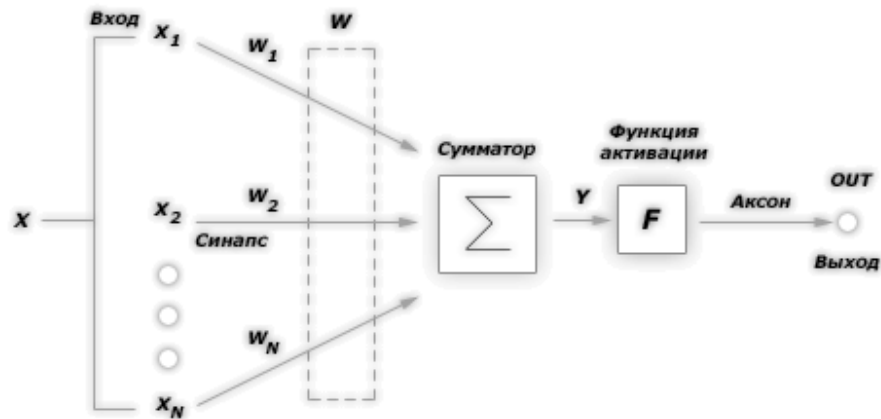 Вход
X1
W1
W
Сумматор
Функция
активации
X
X2
W2
Синапс
Σ
Y
F
Аксон
OUT
Выход
WN
XN